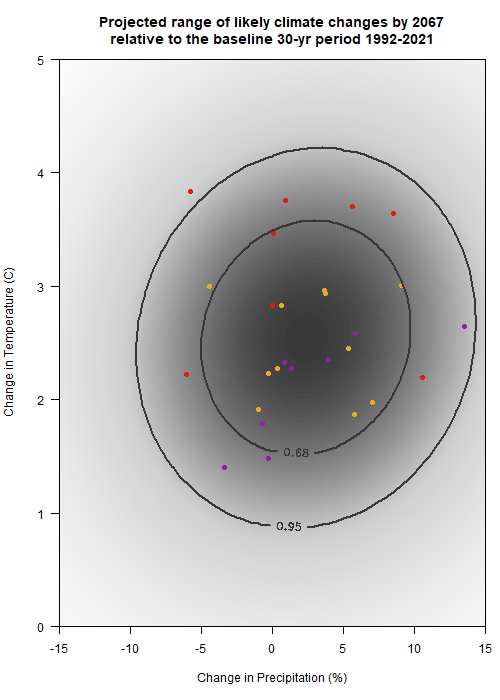 Projected range of likely climate changes by 2067
relative to the baseline 30-yr period 1992-2021
5
4
3
2
1
0
Change in Temperature (C)
0.68
0.95
-15 -10 -5 0 5 10 15
Change in Precipitation (%)